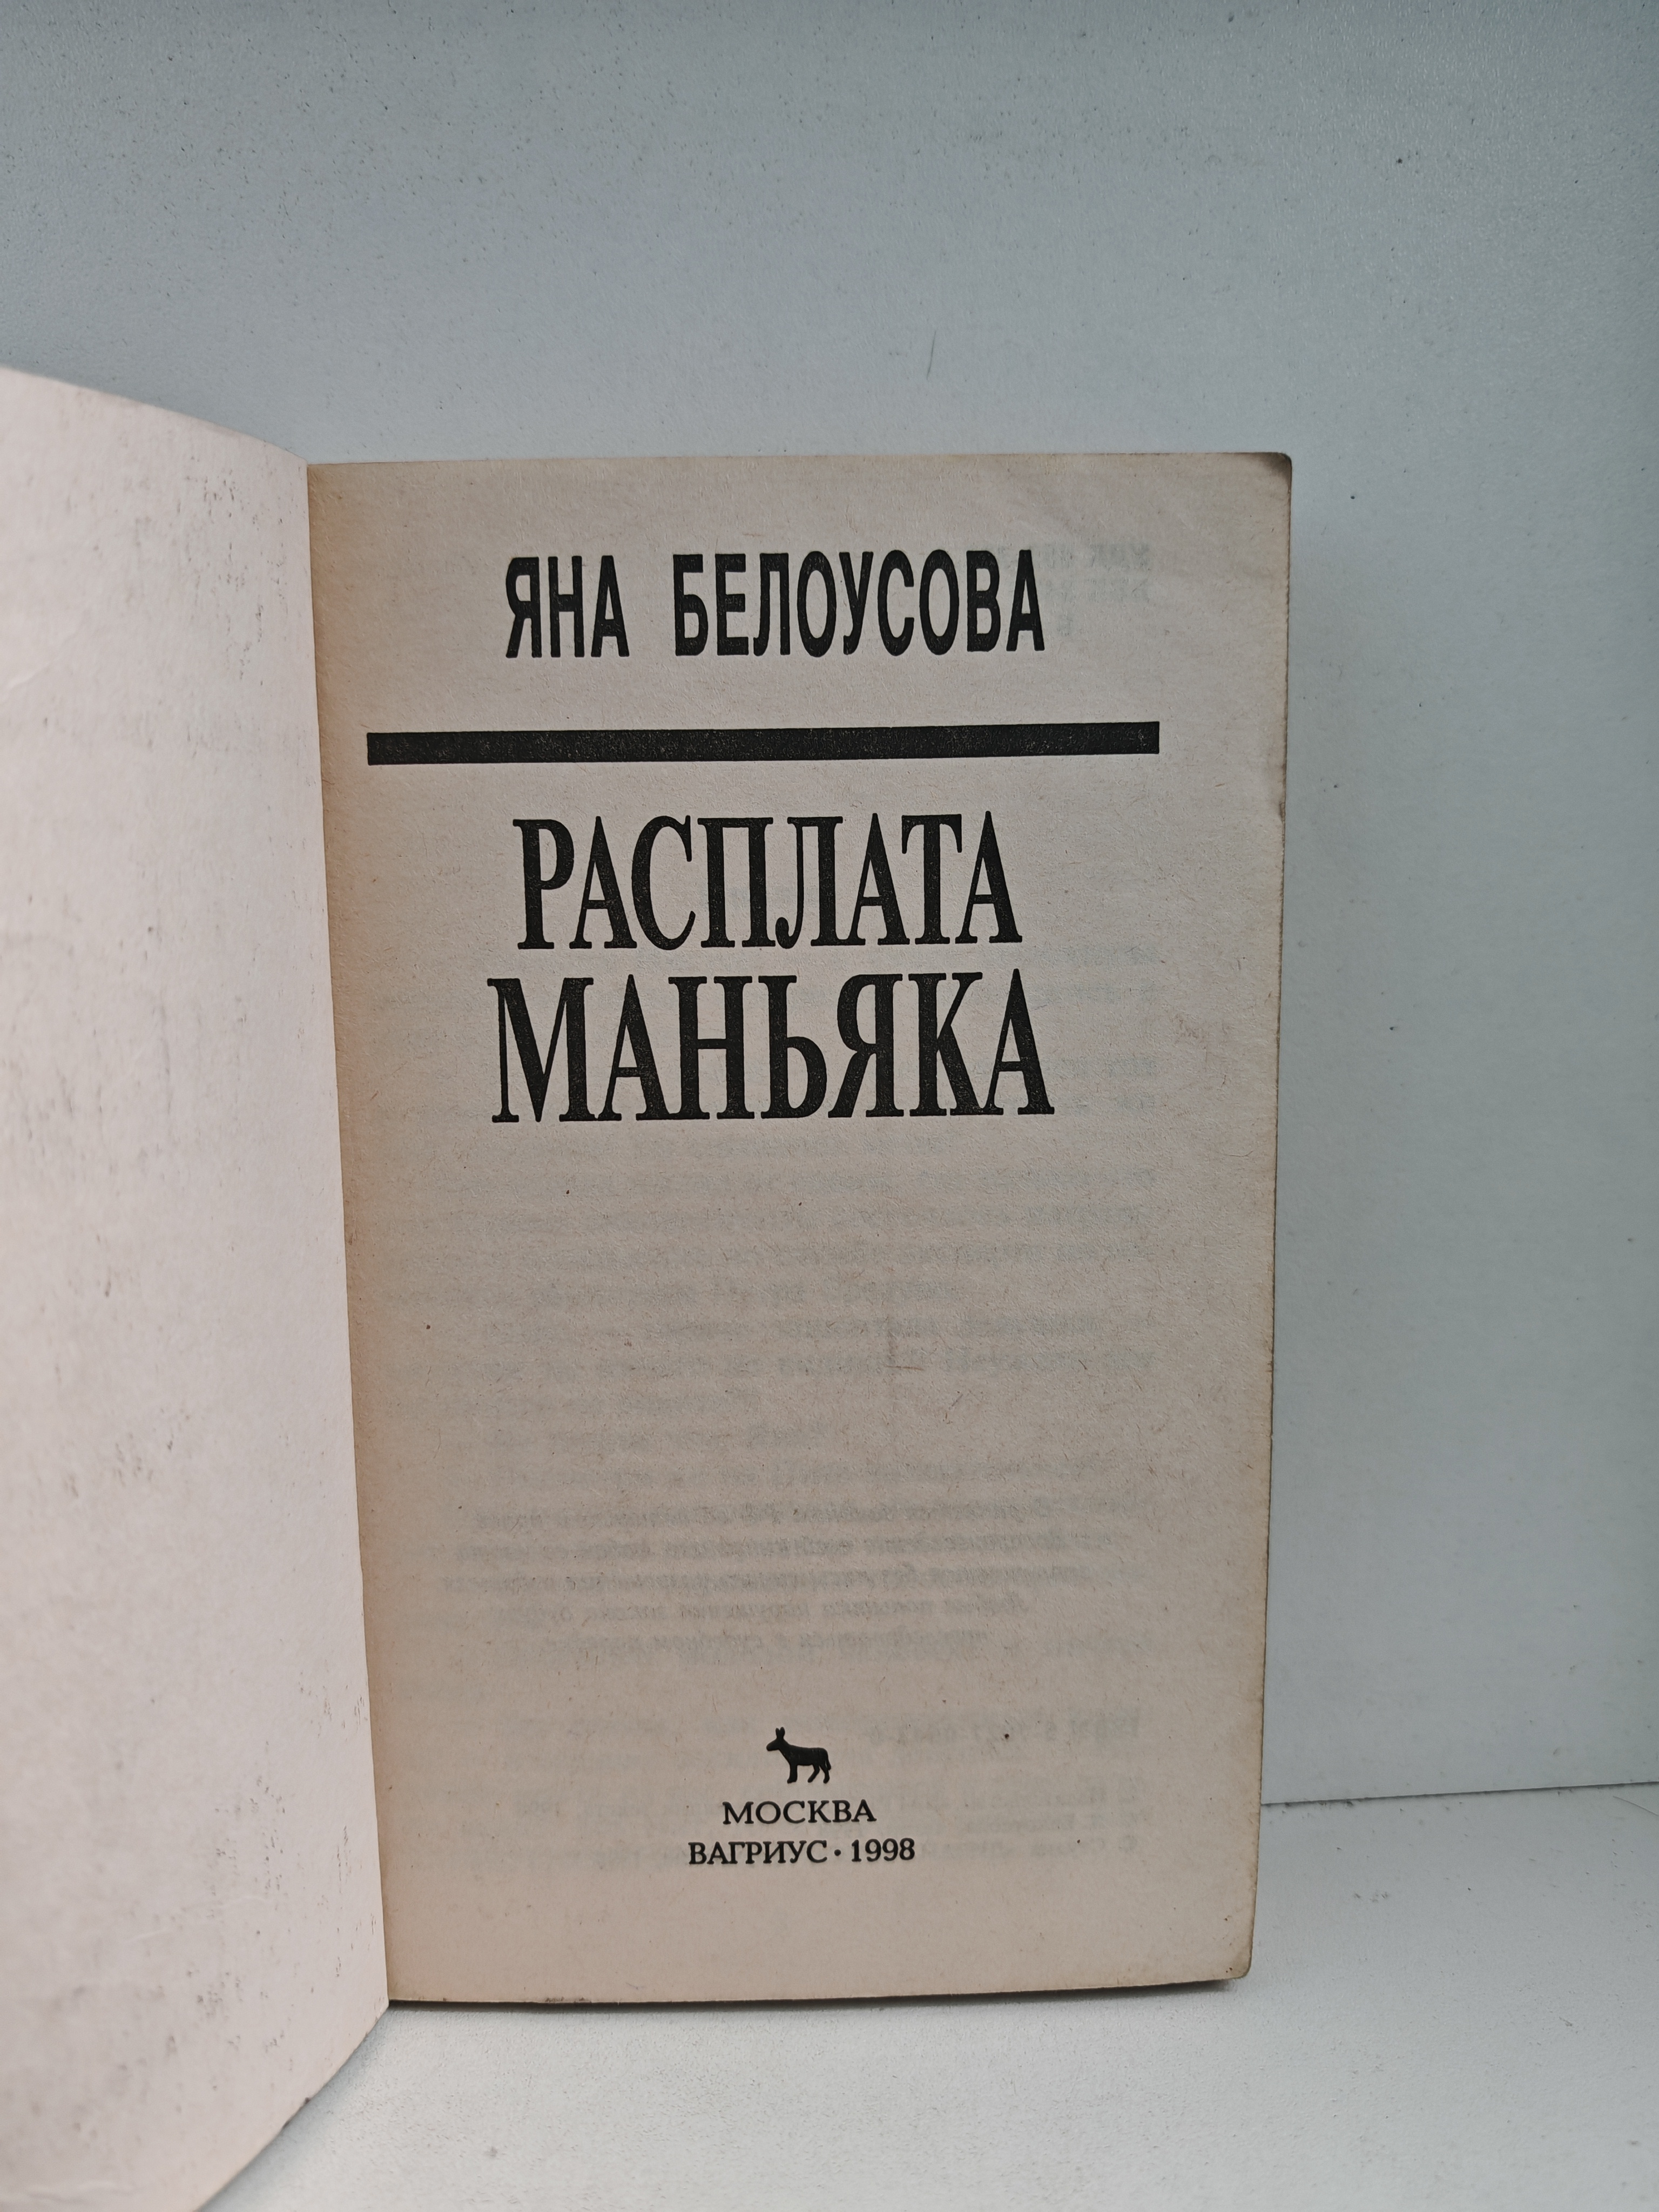 ЯНА БЕЛОУСОВА
РАСПЛАТА
МАНЬЯКА
МОСКВА
ВАГРИУС · 1998